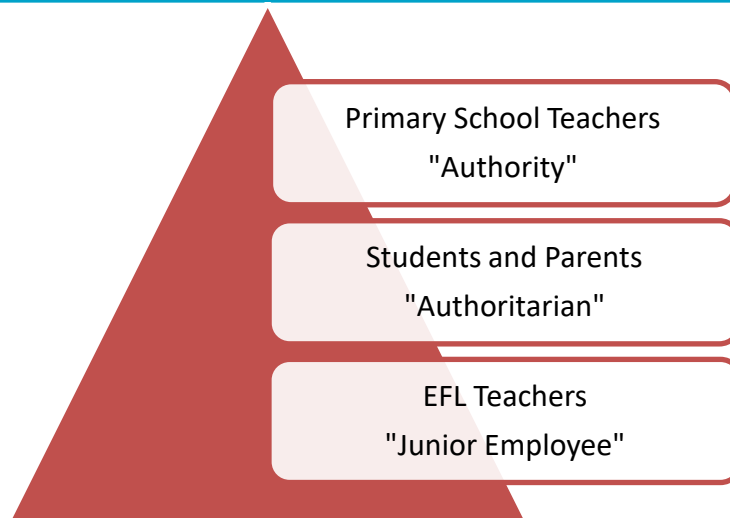 Primary School Teachers
"Authority"
Students and Parents
"Authoritarian"
EFL Teachers
"Junior Employee"